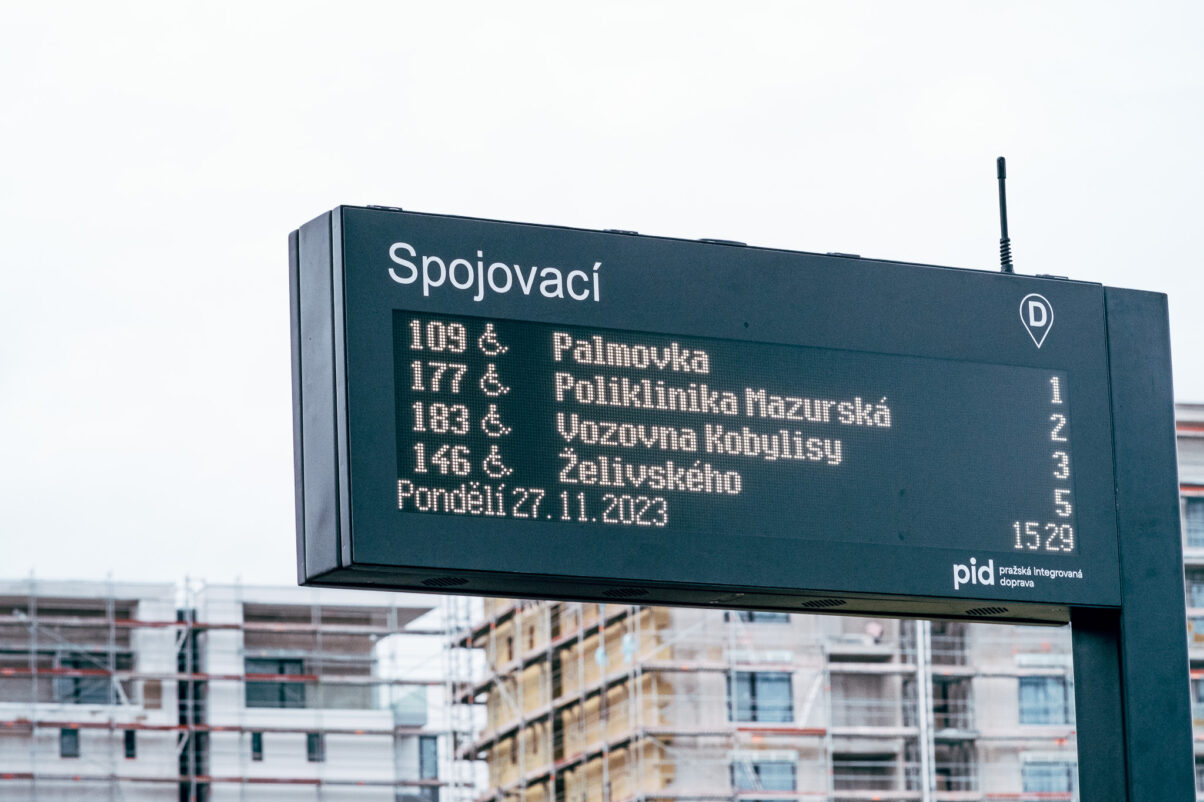 Spojovací
D
109 Palmovka 1
177 Poliklinika Mazurská 2
183 Vozovna Kobylisy 3
146 Želivského 5
Pondělí 27.11.2023 15 29
pid pražská integrovaná
doprava